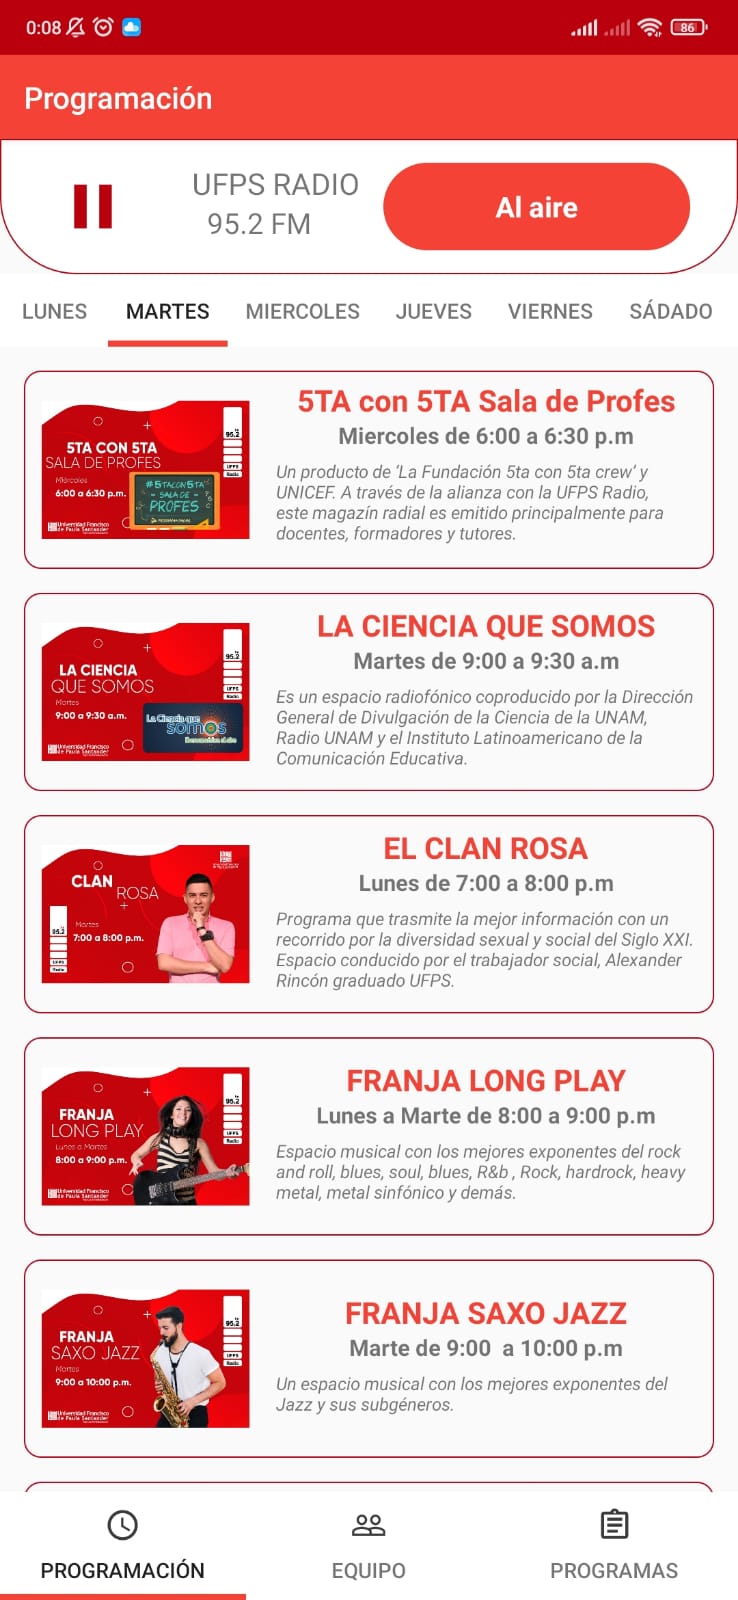 0:08
86
Programación
UFPS RADIO
95.2 FM
Al aire
LUNES
MARTES
MIERCOLES
JUEVES
VIERNES
SÁDADO
5TA CON 5TA
SALA DE PROFES
Miércoles
6:00 a 6:30 p.m.
95.2
UFPS
Radio
#5TACON5TA
SALA DE
PROFES
Universidad Francisco
de Paula Santander
5TA con 5TA Sala de Profes
Miercoles de 6:00 a 6:30 p.m
Un producto de ‘La Fundación 5ta con 5ta crew’ y
UNICEF. A través de la alianza con la UFPS Radio,
este magazín radial es emitido principalmente para
docentes, formadores y tutores.
LA CIENCIA
QUE SOMOS
Martes
9:00 a 9:30 a.m.
95.2
UFPS
Radio
La Ciencia que
somos
Universidad Francisco
de Paula Santander
LA CIENCIA QUE SOMOS
Martes de 9:00 a 9:30 a.m
Es un espacio radiofónico coproducido por la Dirección
General de Divulgación de la Ciencia de la UNAM,
Radio UNAM y el Instituto Latinoamericano de la
Comunicación Educativa.
CLAN
ROSA
Martes
7:00 a 8:00 p.m.
95.2
UFPS
Radio
EL CLAN ROSA
Lunes de 7:00 a 8:00 p.m
Programa que trasmite la mejor información con un
recorrido por la diversidad sexual y social del Siglo XXI.
Espacio conducido por el trabajador social, Alexander
Rincón graduado UFPS.
FRANJA
LONG PLAY
Lunes a Martes
8:00 a 9:00 p.m.
95.2
UFPS
Radio
Universidad Francisco
de Paula Santander
FRANJA LONG PLAY
Lunes a Marte de 8:00 a 9:00 p.m
Espacio musical con los mejores exponentes del rock
and roll, blues, soul, blues, R&b , Rock, hardrock, heavy
metal, metal sinfónico y demás.
FRANJA
SAXO JAZZ
Martes
9:00 a 10:00 p.m.
95.2
UFPS
Radio
Universidad Francisco
de Paula Santander
FRANJA SAXO JAZZ
Marte de 9:00  a 10:00 p.m
Un espacio musical con los mejores exponentes del
Jazz y sus subgéneros.
PROGRAMACIÓN
EQUIPO
PROGRAMAS